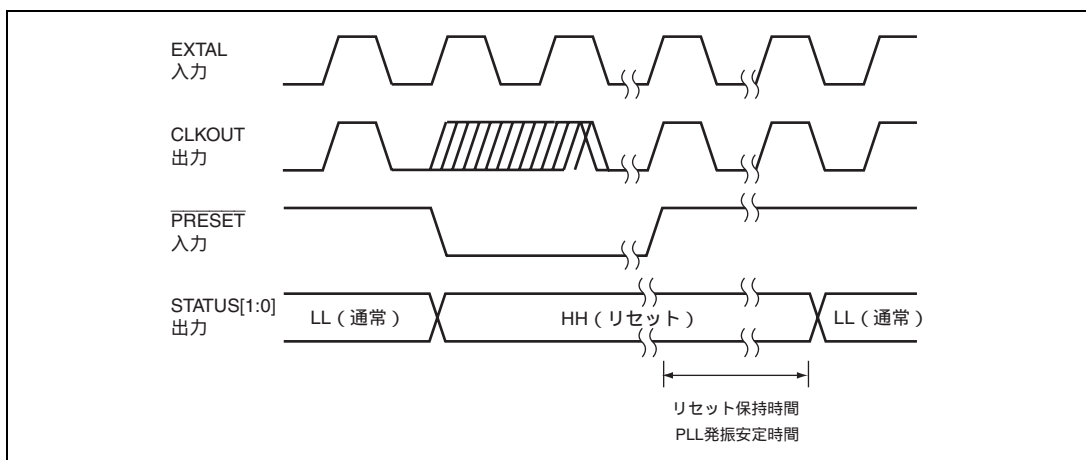 EXTAL
入力
CLKOUT
出力
PRESET
入力
STATUS[1:0]
出力
LL（通常）
HH（リセット）
LL（通常）
リセット保持時間
PLL発振安定時間